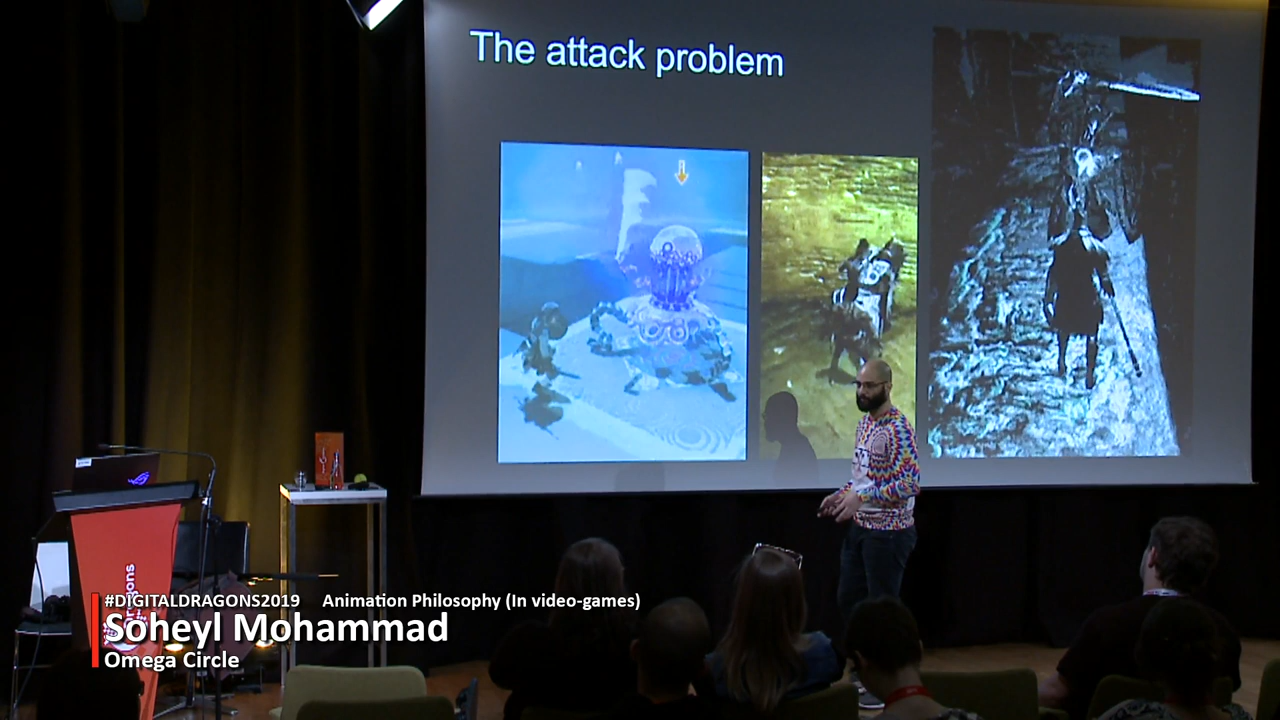 The attack problem
#DIGITALDRAGONS2019 Animation Philosophy (In video-games)
Soheyl Mohammad
Omega Circle